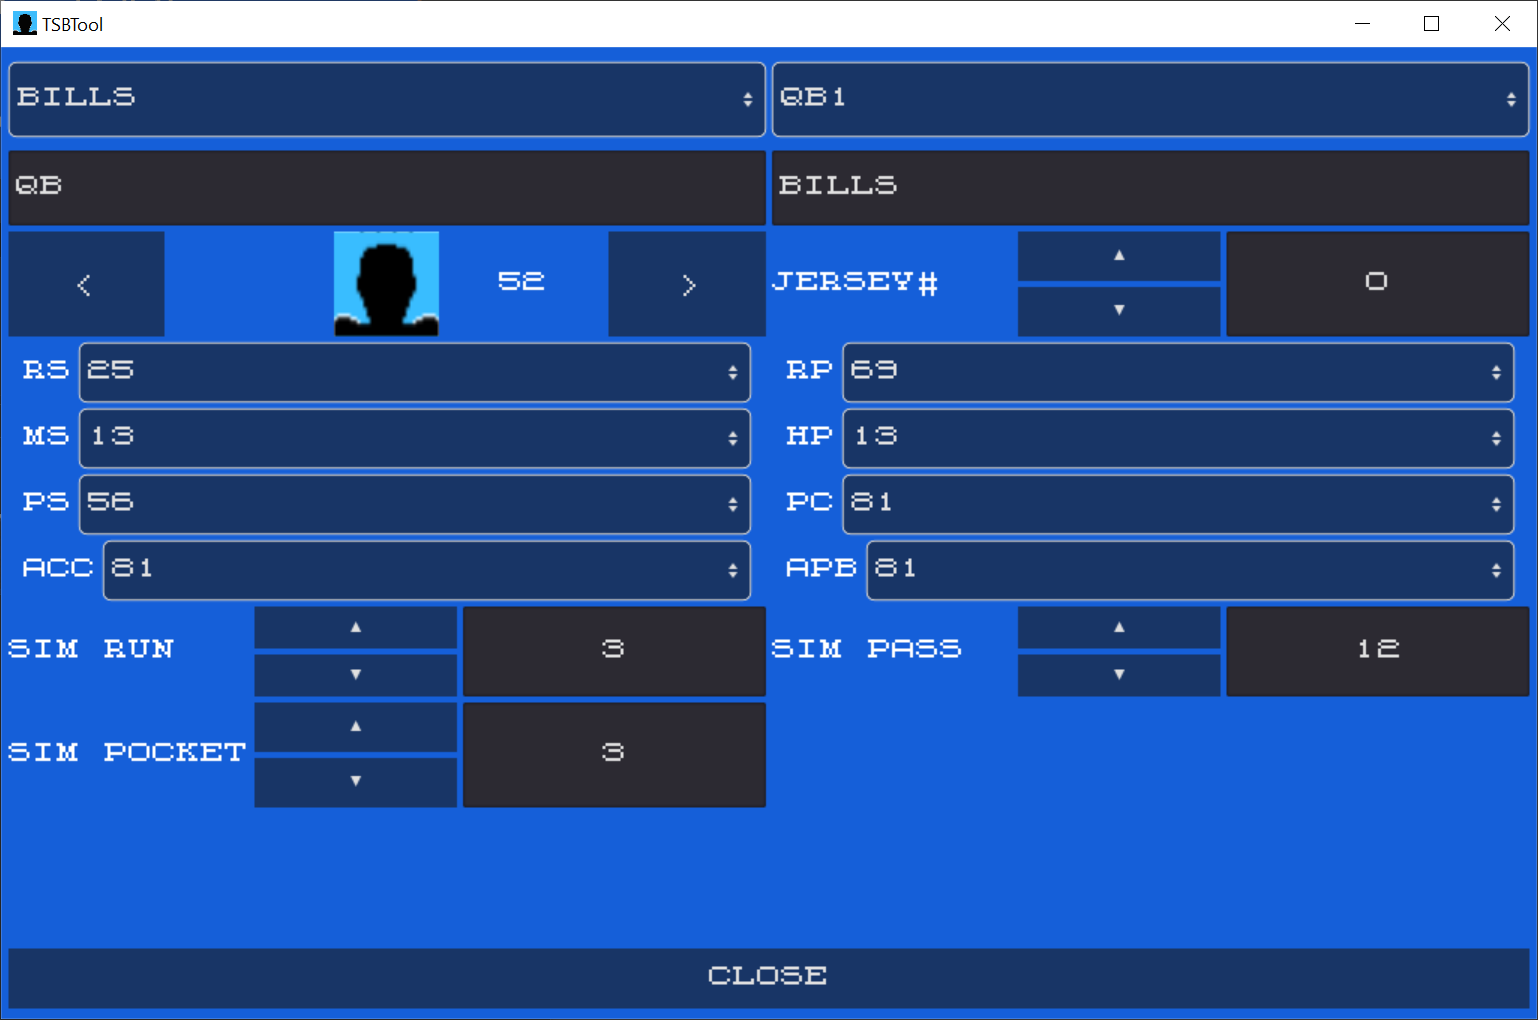 TSBTool
BILLS QB1
QB BILLS
< 52 > JERSEY# 0
RS 25 RP 69
MS 13 HP 13
PS 56 PC 81
ACC 81 APB 81
SIM RUN 3 SIM PASS 12
SIM POCKET 3
CLOSE